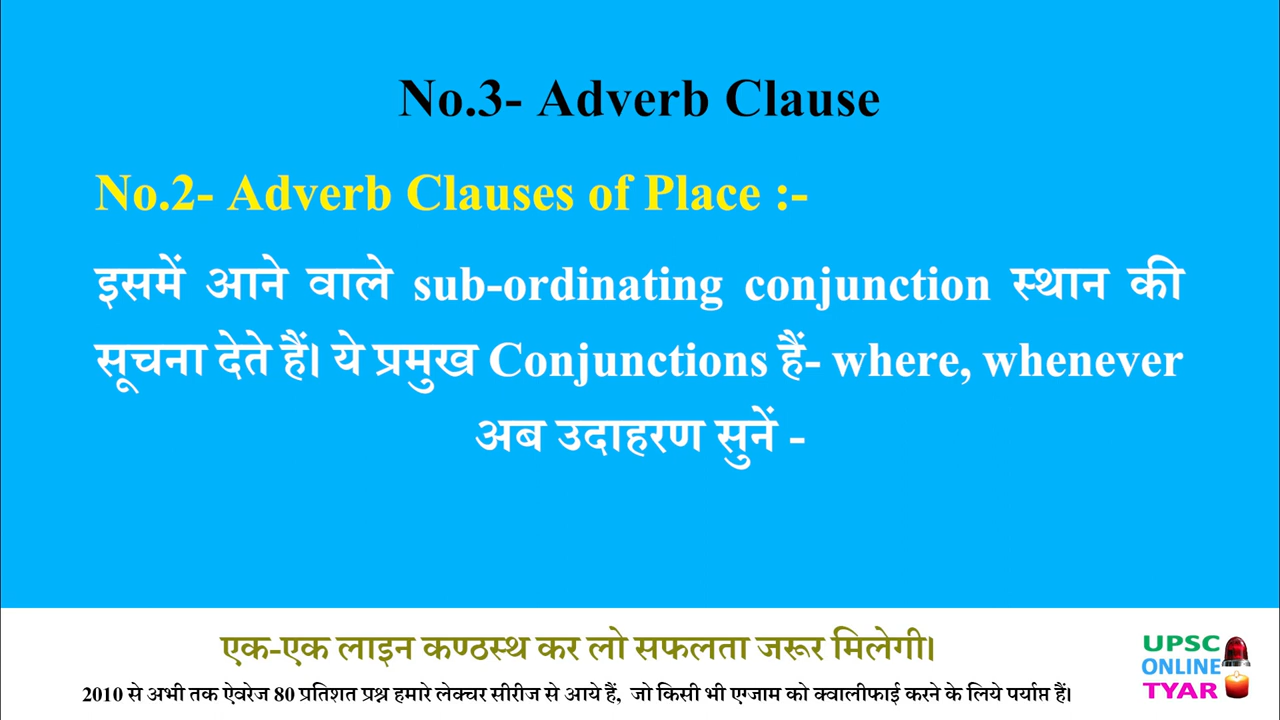 No.3- Adverb Clause
No.2- Adverb Clauses of Place :-
इसमें आने वाले sub-ordinating conjunction स्थान की
सूचना देते हैं। ये प्रमुख Conjunctions हैं- where, whenever
अब उदाहरण सुनें -
एक-एक लाइन कण्ठस्थ कर लो सफलता जरूर मिलेगी।
2010 से अभी तक ऐवरेज 80 प्रतिशत प्रश्न हमारे लेक्चर सीरीज से आये हैं, जो किसी भी एग्जाम को क्वालीफाई करने के लिये पर्याप्त हैं।
UPSC
ONLINE
TYAR